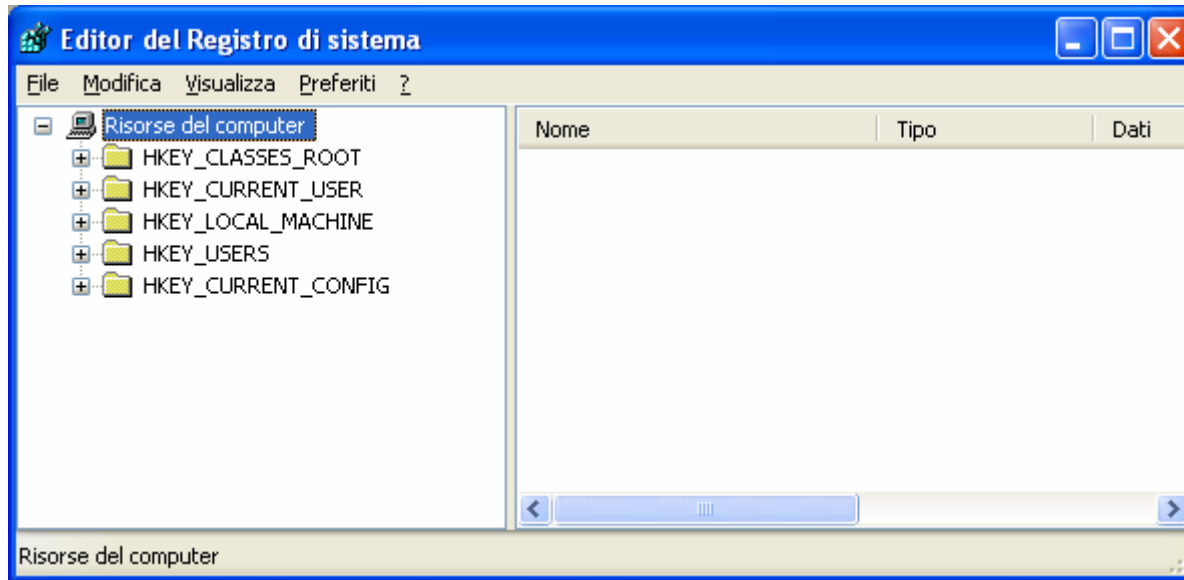 Editor del Registro di sistema
File Modifica Visualizza Preferiti ?
Risorse del computer
HKEY_CLASSES_ROOT
HKEY_CURRENT_USER
HKEY_LOCAL_MACHINE
HKEY_USERS
HKEY_CURRENT_CONFIG
Nome Tipo Dati
Risorse del computer